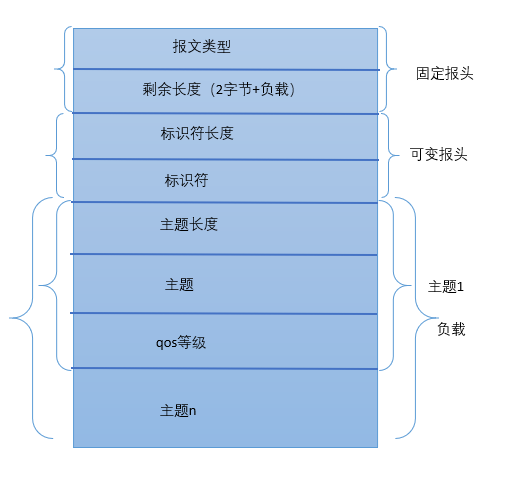 报文类型
固定报头
剩余长度（2字节+负载）
标识符长度
可变报头
标识符
主题长度
主题
主题1
负载
qos等级
主题n